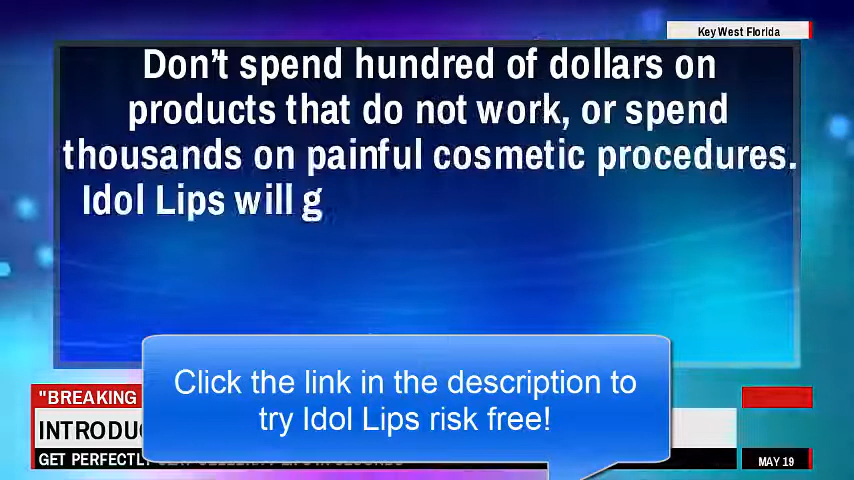 Key West Florida
Don't spend hundred of dollars on
products that do not work, or spend
thousands on painful cosmetic procedures.
Idol Lips will g
Click the link in the description to
try Idol Lips risk free!
"BREAKING
INTRODUC
GET PERFECTLY
MAY 19